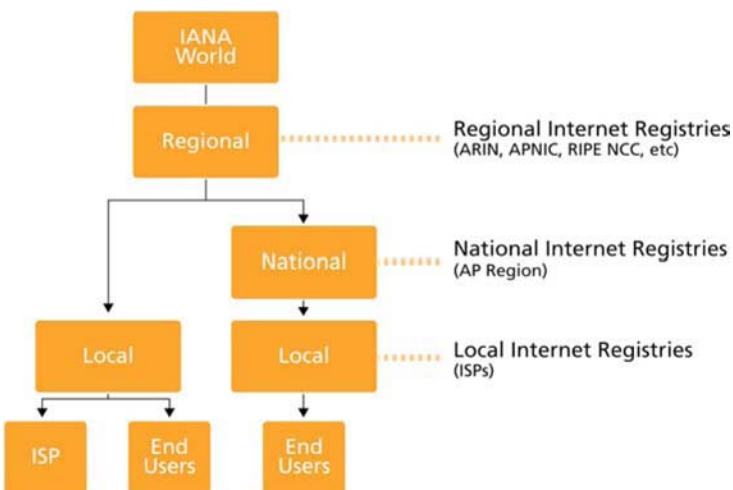 IANA
World
Regional
Regional Internet Registries
(ARIN, APNIC, RIPE NCC, etc)
National
National Internet Registries
(AP Region)
Local
Local
Local Internet Registries
(ISPs)
ISP
End
Users
End
Users